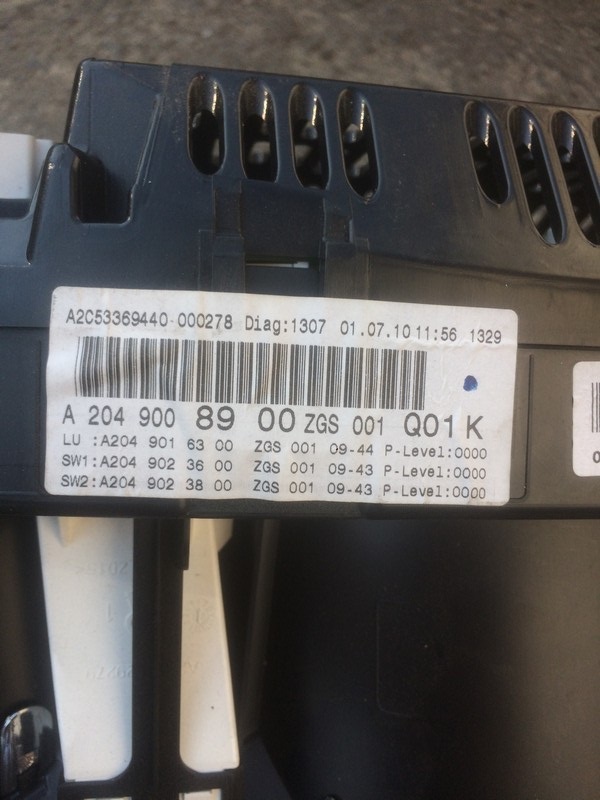 A2C53369440 000278 Diag:1307 01.07.10 11:56 1329
A 204 900 89 00 ZGS 001 Q01 K
LU :A204 901 63 00 ZGS 001 09-44 P-Level:0000
SW1:A204 902 36 00 ZGS 001 09-43 P-Level:0000
SW2:A204 902 38 00 ZGS 001 09-43 P-Level:0000